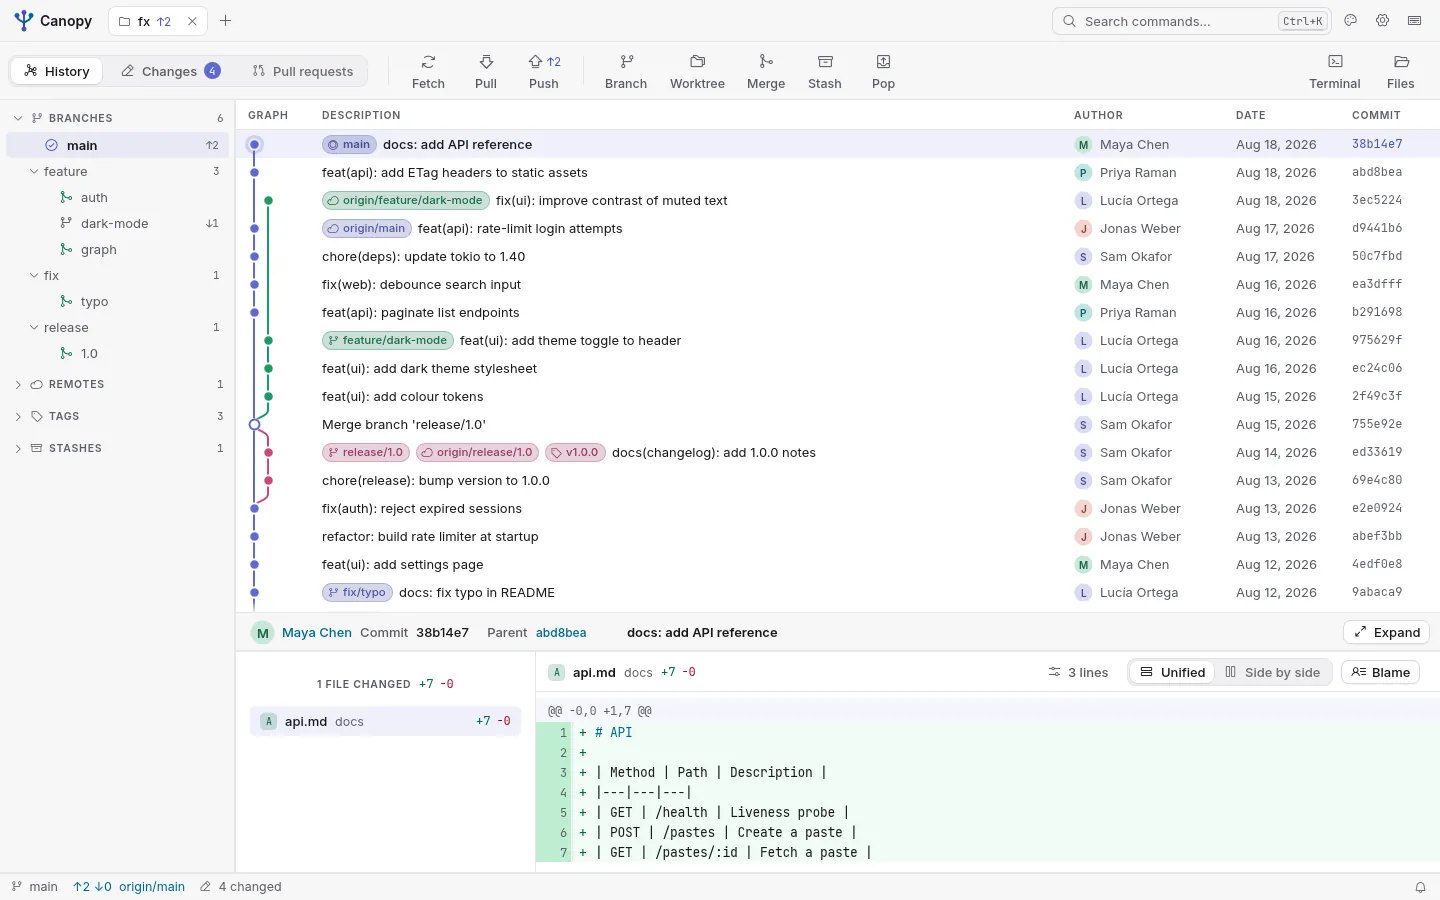 Canopy
fx ↑2
Search commands... Ctrl+K
History
Changes 4
Pull requests
Fetch
Pull
↑2
Push
Branch
Worktree
Merge
Stash
Pop
Terminal
Files
BRANCHES 6
main ↑2
feature 3
auth
dark-mode ↓1
graph
fix 1
typo
release 1
1.0
REMOTES 1
TAGS 3
STASHES 1
GRAPH DESCRIPTION AUTHOR DATE COMMIT
main docs: add API reference M Maya Chen Aug 18, 2026 38b14e7
feat(api): add ETag headers to static assets P Priya Raman Aug 18, 2026 abd8bea
origin/feature/dark-mode fix(ui): improve contrast of muted text L Lucía Ortega Aug 18, 2026 3ec5224
origin/main feat(api): rate-limit login attempts J Jonas Weber Aug 17, 2026 d9441b6
chore(deps): update tokio to 1.40 S Sam Okafor Aug 17, 2026 50c7fbd
fix(web): debounce search input M Maya Chen Aug 16, 2026 ea3dfff
feat(api): paginate list endpoints P Priya Raman Aug 16, 2026 b291698
feature/dark-mode feat(ui): add theme toggle to header L Lucía Ortega Aug 16, 2026 975629f
feat(ui): add dark theme stylesheet L Lucía Ortega Aug 16, 2026 ec24c06
feat(ui): add colour tokens L Lucía Ortega Aug 15, 2026 2f49c3f
Merge branch 'release/1.0' S Sam Okafor Aug 15, 2026 755e92e
release/1.0 origin/release/1.0 v1.0.0 docs(changelog): add 1.0.0 notes S Sam Okafor Aug 14, 2026 ed33619
chore(release): bump version to 1.0.0 S Sam Okafor Aug 13, 2026 69e4c80
fix(auth): reject expired sessions J Jonas Weber Aug 13, 2026 e2e0924
refactor: build rate limiter at startup J Jonas Weber Aug 13, 2026 abef3bb
feat(ui): add settings page M Maya Chen Aug 12, 2026 4edf0e8
fix/typo docs: fix typo in README L Lucía Ortega Aug 12, 2026 9abaca9
M Maya Chen Commit 38b14e7 Parent abd8bea docs: add API reference Expand
1 FILE CHANGED +7 -0
A api.md docs +7 -0
A api.md docs +7 -0 3 lines Unified Side by side Blame
@@ -0,0 +1,7 @@
1 + # API
2 +
3 + | Method | Path | Description |
4 + |---|---|---|
5 + | GET | /health | Liveness probe |
6 + | POST | /pastes | Create a paste |
7 + | GET | /pastes/:id | Fetch a paste |
main ↑2 ↓0 origin/main 4 changed